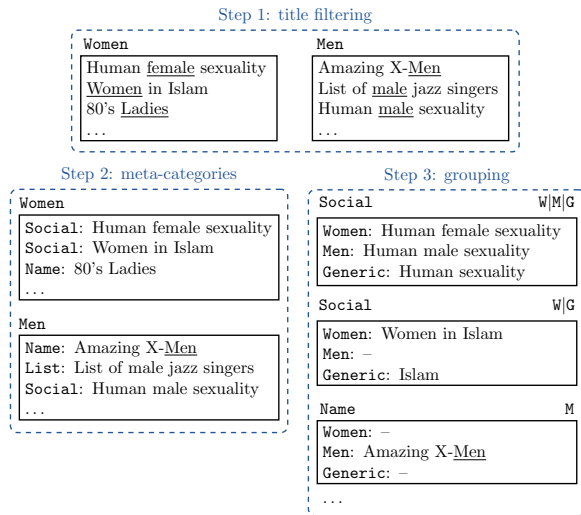 Step 1: title filtering
Women
Human female sexuality
Women in Islam
80's Ladies
...
Men
Amazing X-Men
List of male jazz singers
Human male sexuality
...
Step 2: meta-categories
Women
Social: Human female sexuality
Social: Women in Islam
Name: 80's Ladies
...
Men
Name: Amazing X-Men
List: List of male jazz singers
Social: Human male sexuality
...
Step 3: grouping
Social W|M|G
Women: Human female sexuality
Men: Human male sexuality
Generic: Human sexuality
Social W|G
Women: Women in Islam
Men: –
Generic: Islam
Name M
Women: –
Men: Amazing X-Men
Generic: –
...